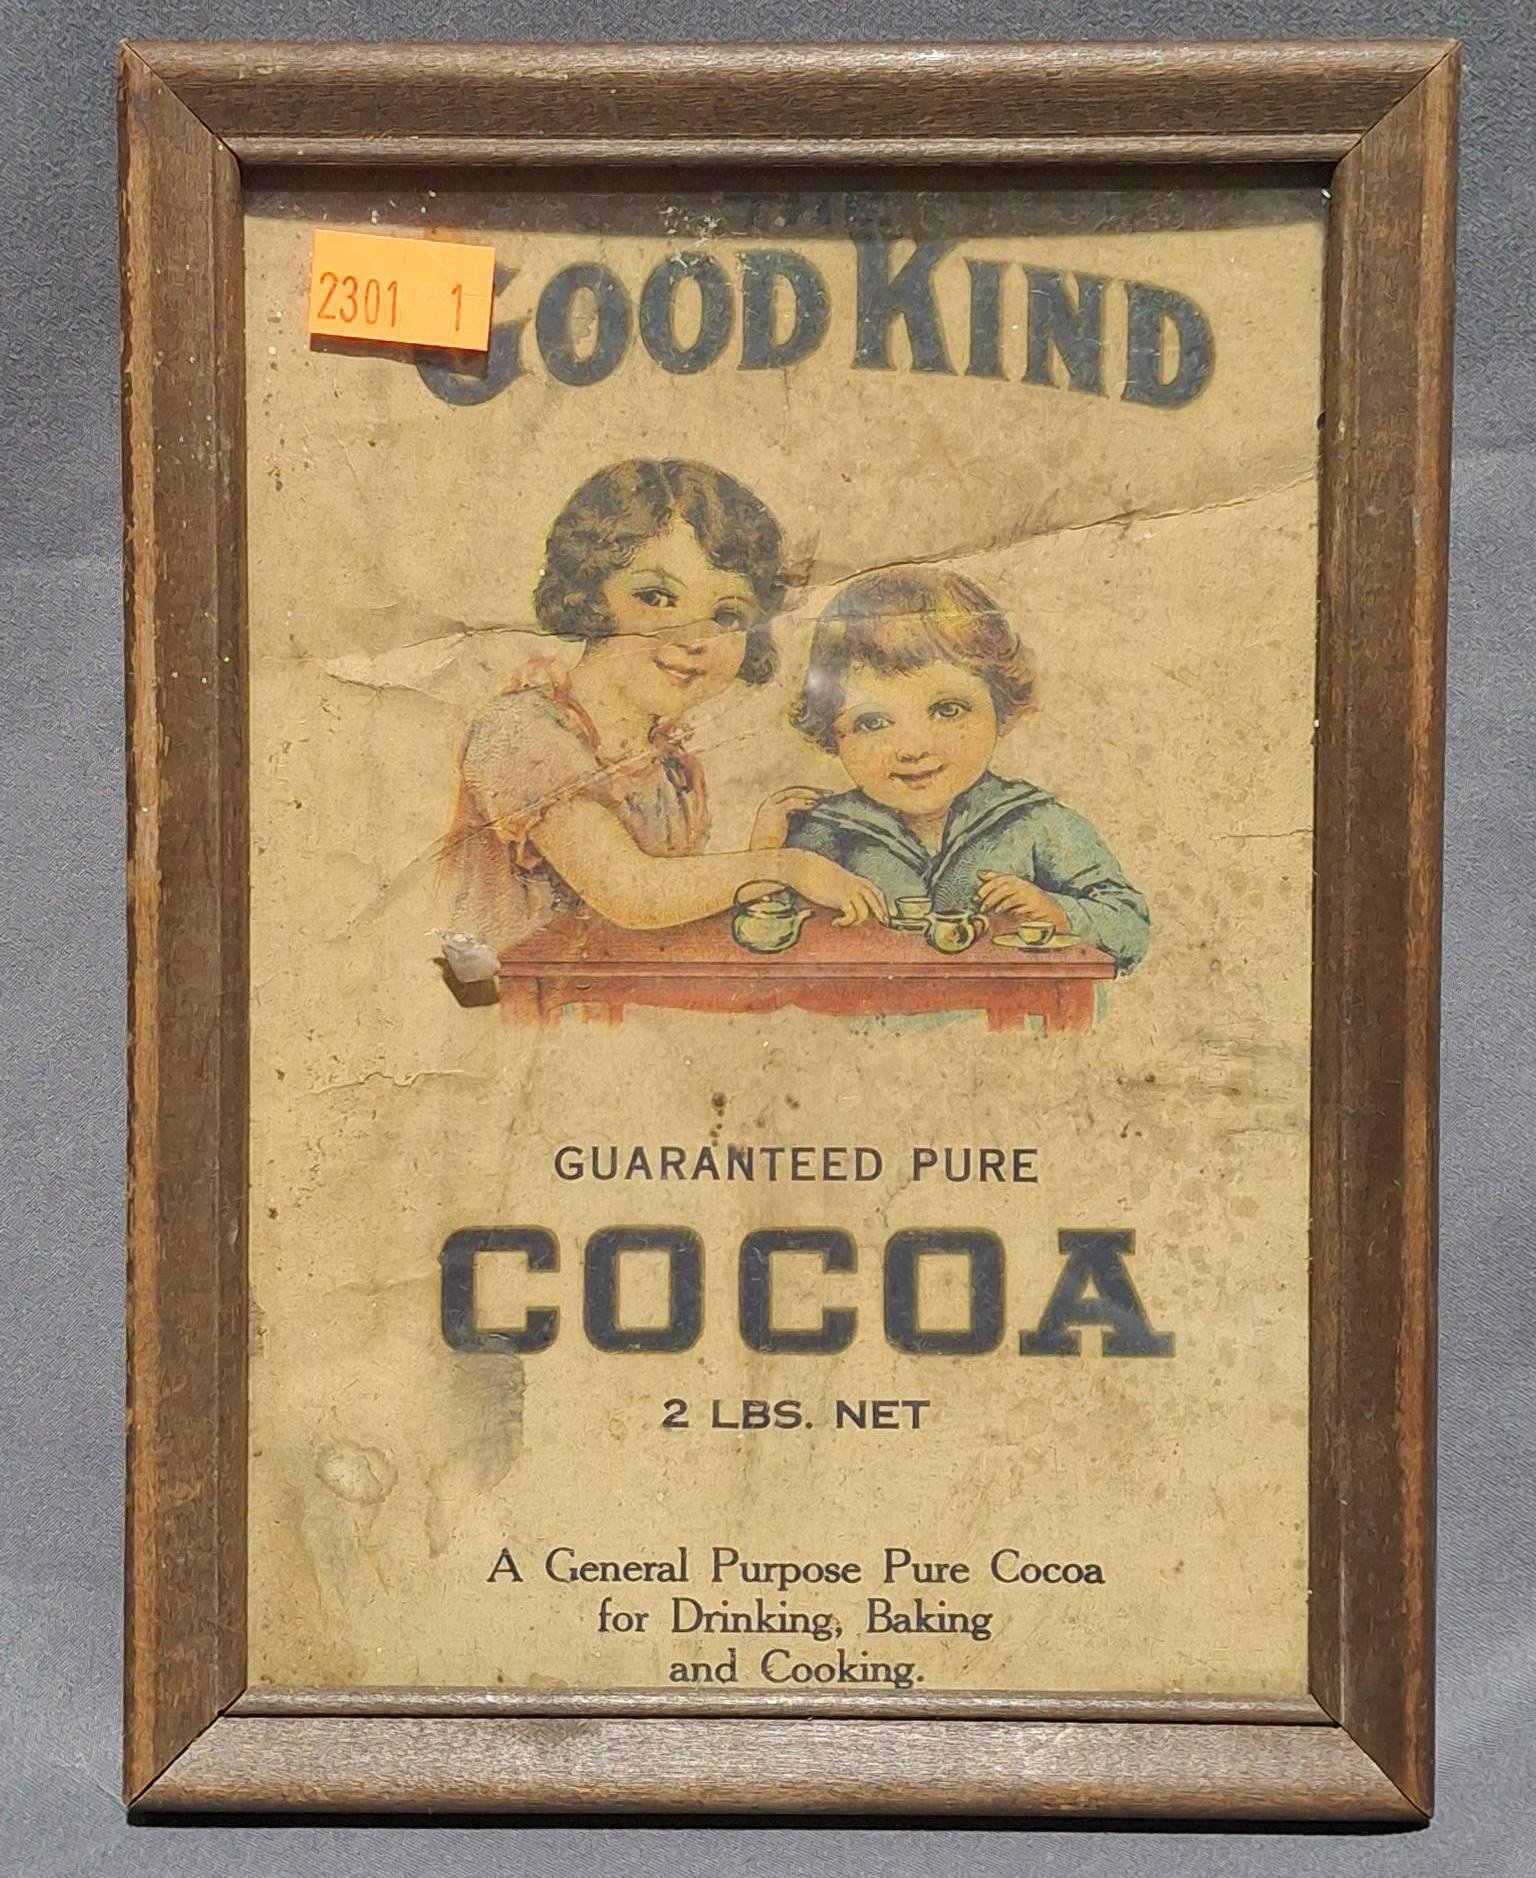 THE
2301 1
GOOD KIND
GUARANTEED PURE
COCOA
2 LBS. NET
A General Purpose Pure Cocoa
for Drinking, Baking
and Cooking.